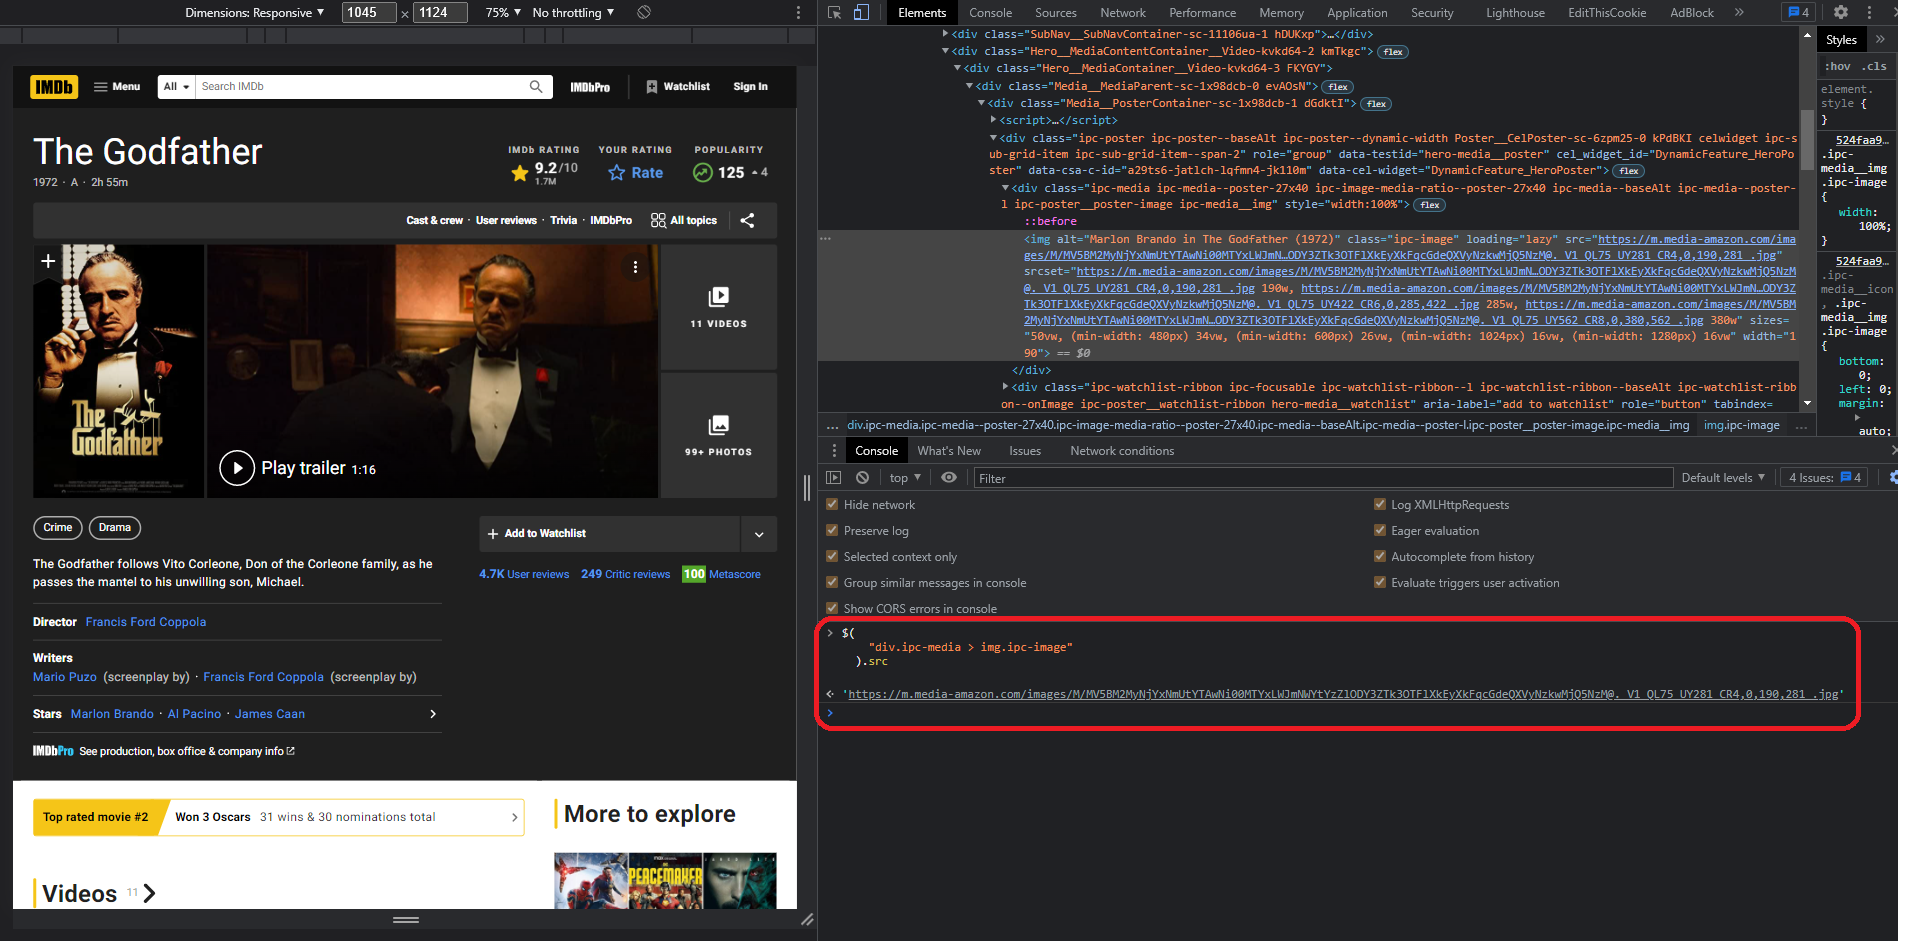 Dimensions: Responsive ▼ 1045 × 1124 75% ▼ No throttling ▼
IMDb Menu All Search IMDb IMDbPro Watchlist Sign In
The Godfather
1972 · A · 2h 55m
IMDb RATING YOUR RATING POPULARITY
9.2/10 Rate 125 4
1.7M
Cast & crew · User reviews · Trivia · IMDbPro All topics
11 VIDEOS
99+ PHOTOS
The
Godfather
Play trailer 1:16
Crime Drama
Add to Watchlist
The Godfather follows Vito Corleone, Don of the Corleone family, as he
passes the mantel to his unwilling son, Michael.
4.7K User reviews 249 Critic reviews 100 Metascore
Director Francis Ford Coppola
Writers
Mario Puzo (screenplay by) · Francis Ford Coppola (screenplay by)
Stars Marlon Brando · Al Pacino · James Caan
IMDbPro See production, box office & company info
Top rated movie #2 Won 3 Oscars 31 wins & 30 nominations total
More to explore
PEACEMAKER
Videos 11
Elements Console Sources Network Performance Memory Application Security Lighthouse EditThisCookie AdBlock » 4
<div class="SubNav__SubNavContainer-sc-11106ua-1 hDUKxp">…</div>
<div class="Hero__MediaContentContainer__Video-kvkd64-2 kmTkgc"> flex
<div class="Hero__MediaContainer__Video-kvkd64-3 FKYGY">
<div class="Media__MediaParent-sc-1x98dcb-0 evAOsN"> flex
<div class="Media__PosterContainer-sc-1x98dcb-1 dGdktI"> flex
<script>…</script>
<div class="ipc-poster ipc-poster--baseAlt ipc-poster--dynamic-width Poster__CelPoster-sc-6zpm25-0 kPdBKI celwidget ipc-s
ub-grid-item ipc-sub-grid-item--span-2" role="group" data-testid="hero-media__poster" cel_widget_id="DynamicFeature_HeroPo
ster" data-csa-c-id="a29ts6-jatlch-lqfmn4-jk110m" data-cel-widget="DynamicFeature_HeroPoster"> flex
<div class="ipc-media ipc-media--poster-27x40 ipc-image-media-ratio--poster-27x40 ipc-media--baseAlt ipc-media--poster-
l ipc-poster__poster-image ipc-media__img" style="width:100%"> flex
::before
<img alt="Marlon Brando in The Godfather (1972)" class="ipc-image" loading="lazy" src="https://m.media-amazon.com/ima
ges/M/MV5BM2MyNjYxNmUtYTAwNi00MTYxLWJmN…ODY3ZTk3OTFlXkEyXkFqcGdeQXVyNzkwMjQ5NzM@._V1_QL75_UY281_CR4,0,190,281_.jpg"
srcset="https://m.media-amazon.com/images/M/MV5BM2MyNjYxNmUtYTAwNi00MTYxLWJmN…ODY3ZTk3OTFlXkEyXkFqcGdeQXVyNzkwMjQ5NzM
@._V1_QL75_UY281_CR4,0,190,281_.jpg 190w, https://m.media-amazon.com/images/M/MV5BM2MyNjYxNmUtYTAwNi00MTYxLWJmN…ODY3Z
Tk3OTFlXkEyXkFqcGdeQXVyNzkwMjQ5NzM@._V1_QL75_UY422_CR6,0,285,422_.jpg 285w, https://m.media-amazon.com/images/M/MV5B
M2MyNjYxNmUtYTAwNi00MTYxLWJmN…ODY3ZTk3OTFlXkEyXkFqcGdeQXVyNzkwMjQ5NzM@._V1_QL75_UY562_CR8,0,380,562_.jpg 380w" sizes=
"50vw, (min-width: 480px) 34vw, (min-width: 600px) 26vw, (min-width: 1024px) 16vw, (min-width: 1280px) 16vw" width="1
90"> == $0
</div>
<div class="ipc-watchlist-ribbon ipc-focusable ipc-watchlist-ribbon--l ipc-watchlist-ribbon--baseAlt ipc-watchlist-ribb
on--onImage ipc-poster__watchlist-ribbon hero-media__watchlist" aria-label="add to watchlist" role="button" tabindex=
… div.ipc-media.ipc-media--poster-27x40.ipc-image-media-ratio--poster-27x40.ipc-media--baseAlt.ipc-media--poster-l.ipc-poster__poster-image.ipc-media__img img.ipc-image …
Styles »
:hov .cls
element.
style {
}
524faa9…
.ipc-
media__img
.ipc-image
{
width:
100%;
}
524faa9…
.ipc-
media__icon
, .ipc-
media__img
.ipc-image
{
bottom:
0;
left: 0;
margin:
auto;
Console What's New Issues Network conditions
top ▼ Filter Default levels ▼ 4 Issues: 4
Hide network Log XMLHttpRequests
Preserve log Eager evaluation
Selected context only Autocomplete from history
Group similar messages in console Evaluate triggers user activation
Show CORS errors in console
> $(
"div.ipc-media > img.ipc-image"
).src
'https://m.media-amazon.com/images/M/MV5BM2MyNjYxNmUtYTAwNi00MTYxLWJmNWYtYzZlODY3ZTk3OTFlXkEyXkFqcGdeQXVyNzkwMjQ5NzM@._V1_QL75_UY281_CR4,0,190,281_.jpg'
>